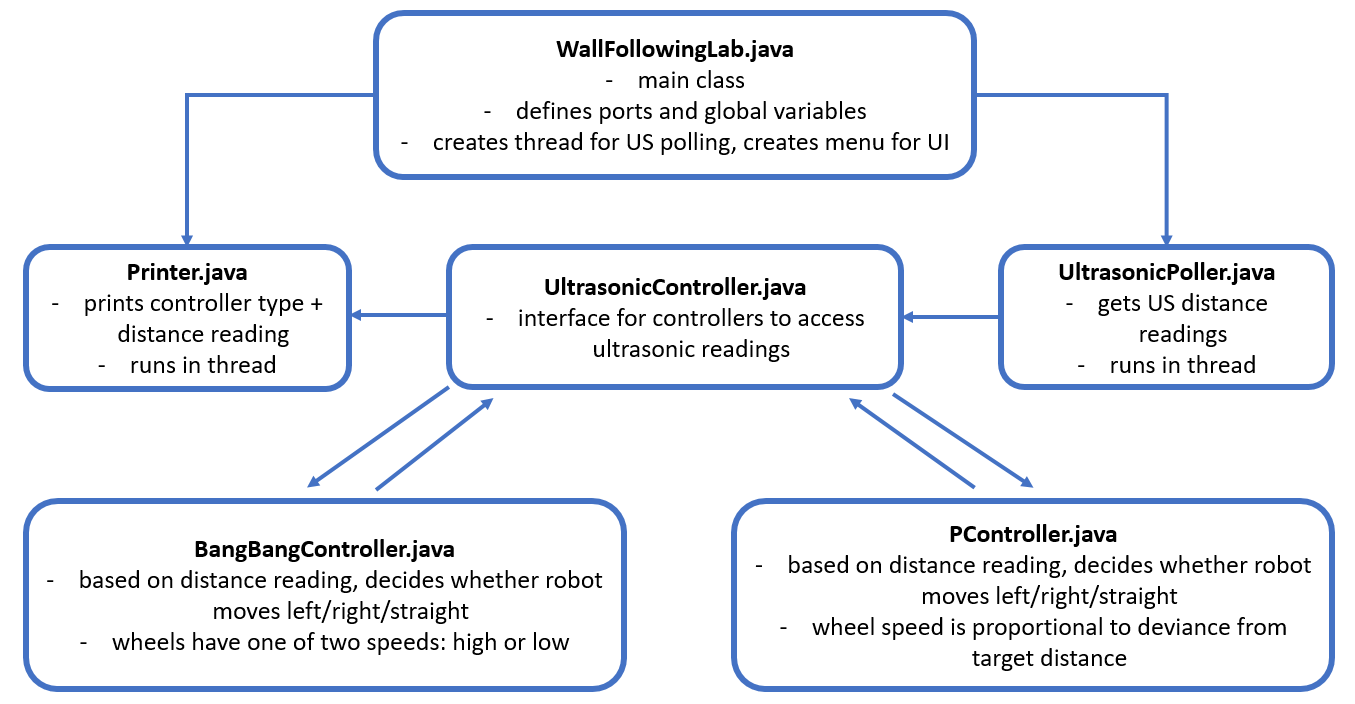 WallFollowingLab.java
- main class
- defines ports and global variables
- creates thread for US polling, creates menu for UI
Printer.java
- prints controller type +
distance reading
- runs in thread
UltrasonicController.java
- interface for controllers to access
ultrasonic readings
UltrasonicPoller.java
- gets US distance
readings
- runs in thread
BangBangController.java
- based on distance reading, decides whether robot
moves left/right/straight
- wheels have one of two speeds: high or low
PController.java
- based on distance reading, decides whether robot
moves left/right/straight
- wheel speed is proportional to deviance from
target distance